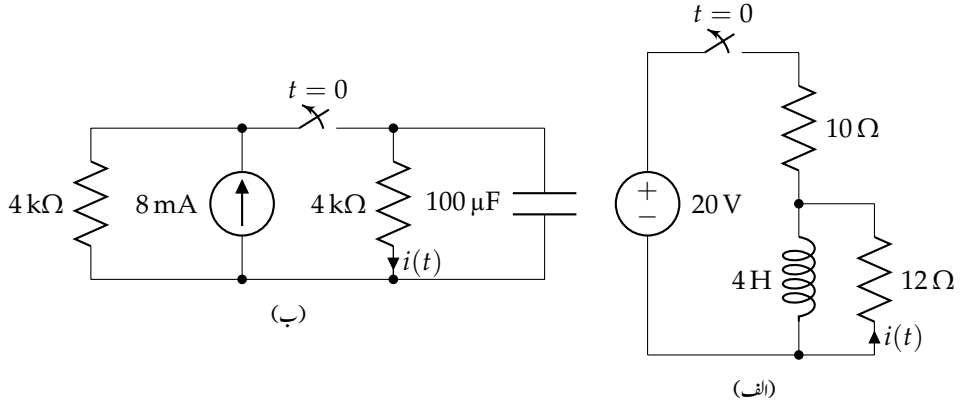 t = 0
4 kΩ
8 mA
4 kΩ
100 μF
i(t)
(ب)
t = 0
10 Ω
20 V
4 H
12 Ω
i(t)
(الف)